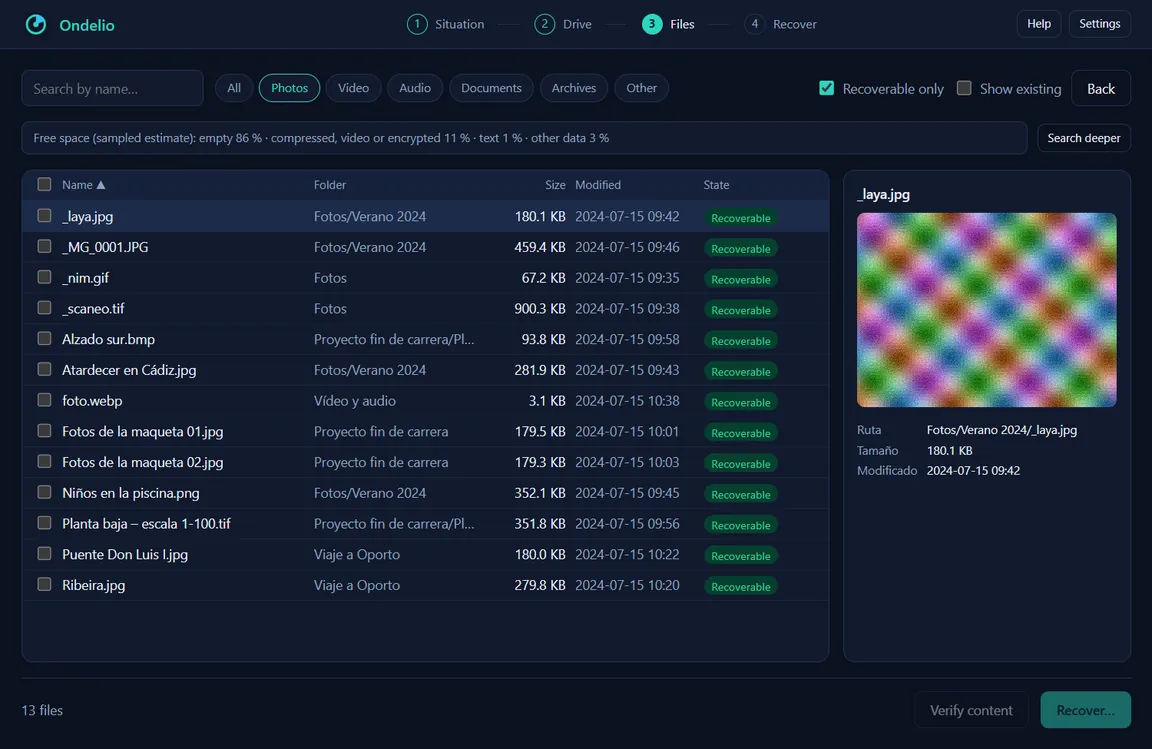 Ondelio
1 Situation
2 Drive
3 Files
4 Recover
Help
Settings
Search by name...
All
Photos
Video
Audio
Documents
Archives
Other
Recoverable only
Show existing
Back
Free space (sampled estimate): empty 86 % · compressed, video or encrypted 11 % · text 1 % · other data 3 %
Search deeper
Name ▲ Folder Size Modified State
_laya.jpg Fotos/Verano 2024 180.1 KB 2024-07-15 09:42 Recoverable
_MG_0001.JPG Fotos/Verano 2024 459.4 KB 2024-07-15 09:46 Recoverable
_nim.gif Fotos 67.2 KB 2024-07-15 09:35 Recoverable
_scaneo.tif Fotos 900.3 KB 2024-07-15 09:38 Recoverable
Alzado sur.bmp Proyecto fin de carrera/Pl... 93.8 KB 2024-07-15 09:58 Recoverable
Atardecer en Cádiz.jpg Fotos/Verano 2024 281.9 KB 2024-07-15 09:43 Recoverable
foto.webp Vídeo y audio 3.1 KB 2024-07-15 10:38 Recoverable
Fotos de la maqueta 01.jpg Proyecto fin de carrera 179.5 KB 2024-07-15 10:01 Recoverable
Fotos de la maqueta 02.jpg Proyecto fin de carrera 179.3 KB 2024-07-15 10:03 Recoverable
Niños en la piscina.png Fotos/Verano 2024 352.1 KB 2024-07-15 09:45 Recoverable
Planta baja – escala 1-100.tif Proyecto fin de carrera/Pl... 351.8 KB 2024-07-15 09:56 Recoverable
Puente Don Luis I.jpg Viaje a Oporto 180.0 KB 2024-07-15 10:22 Recoverable
Ribeira.jpg Viaje a Oporto 279.8 KB 2024-07-15 10:20 Recoverable
_laya.jpg
Ruta Fotos/Verano 2024/_laya.jpg
Tamaño 180.1 KB
Modificado 2024-07-15 09:42
13 files
Verify content
Recover...